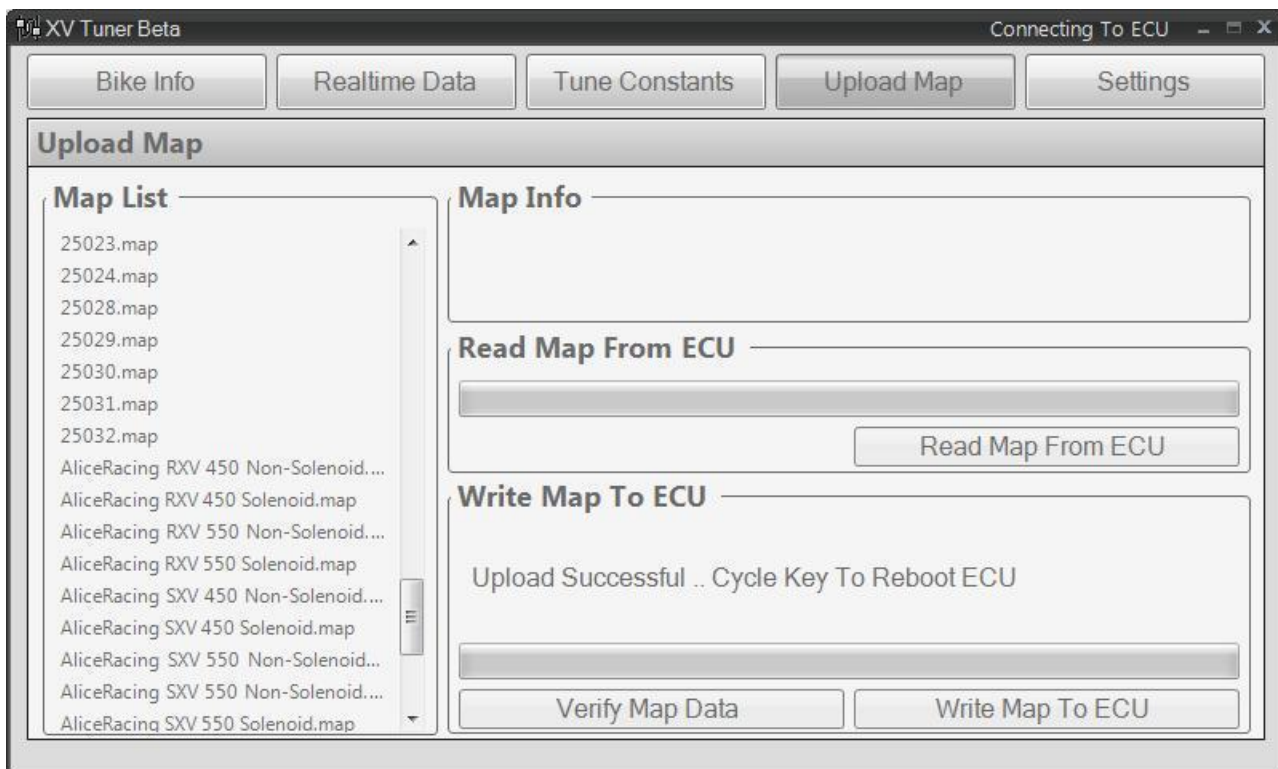 XV Tuner Beta
Connecting To ECU
Bike Info
Realtime Data
Tune Constants
Upload Map
Settings
Upload Map
Map List
25023.map
25024.map
25028.map
25029.map
25030.map
25031.map
25032.map
AliceRacing RXV 450 Non-Solenoid....
AliceRacing RXV 450 Solenoid.map
AliceRacing RXV 550 Non-Solenoid....
AliceRacing RXV 550 Solenoid.map
AliceRacing SXV 450 Non-Solenoid....
AliceRacing SXV 450 Solenoid.map
AliceRacing SXV 550 Non-Solenoid...
AliceRacing SXV 550 Non-Solenoid....
AliceRacing SXV 550 Solenoid.map
Map Info
Read Map From ECU
Read Map From ECU
Write Map To ECU
Upload Successful .. Cycle Key To Reboot ECU
Verify Map Data
Write Map To ECU